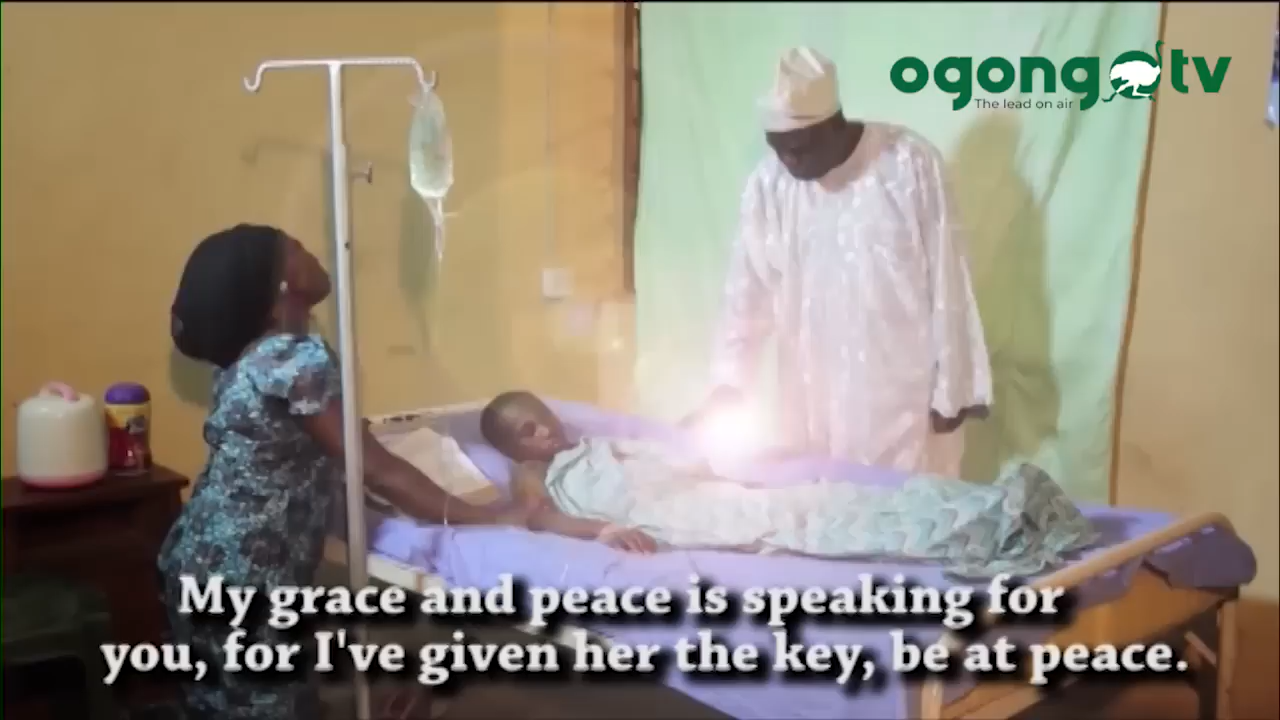 ogong tv
The lead on air
My grace and peace is speaking for
you, for I've given her the key, be at peace.